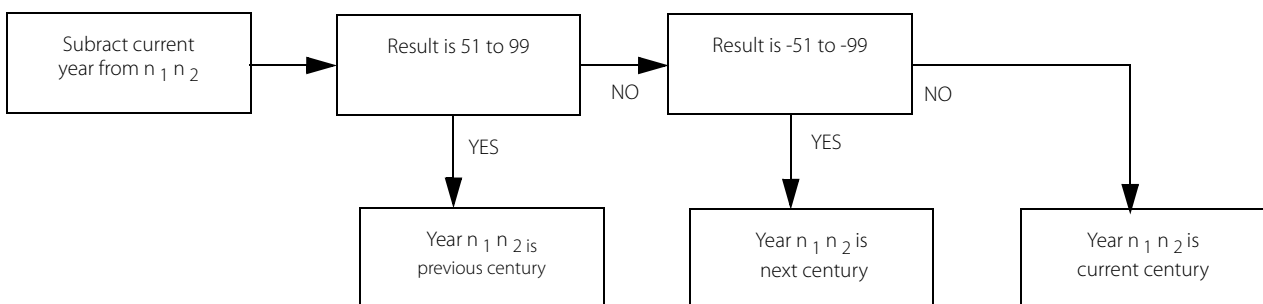 Subract current
year from n 1 n 2
Result is 51 to 99
Result is -51 to -99
NO
NO
YES
YES
Year n 1 n 2 is
previous century
Year n 1 n 2 is
next century
Year n 1 n 2 is
current century